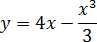 y = 4x − x³/3